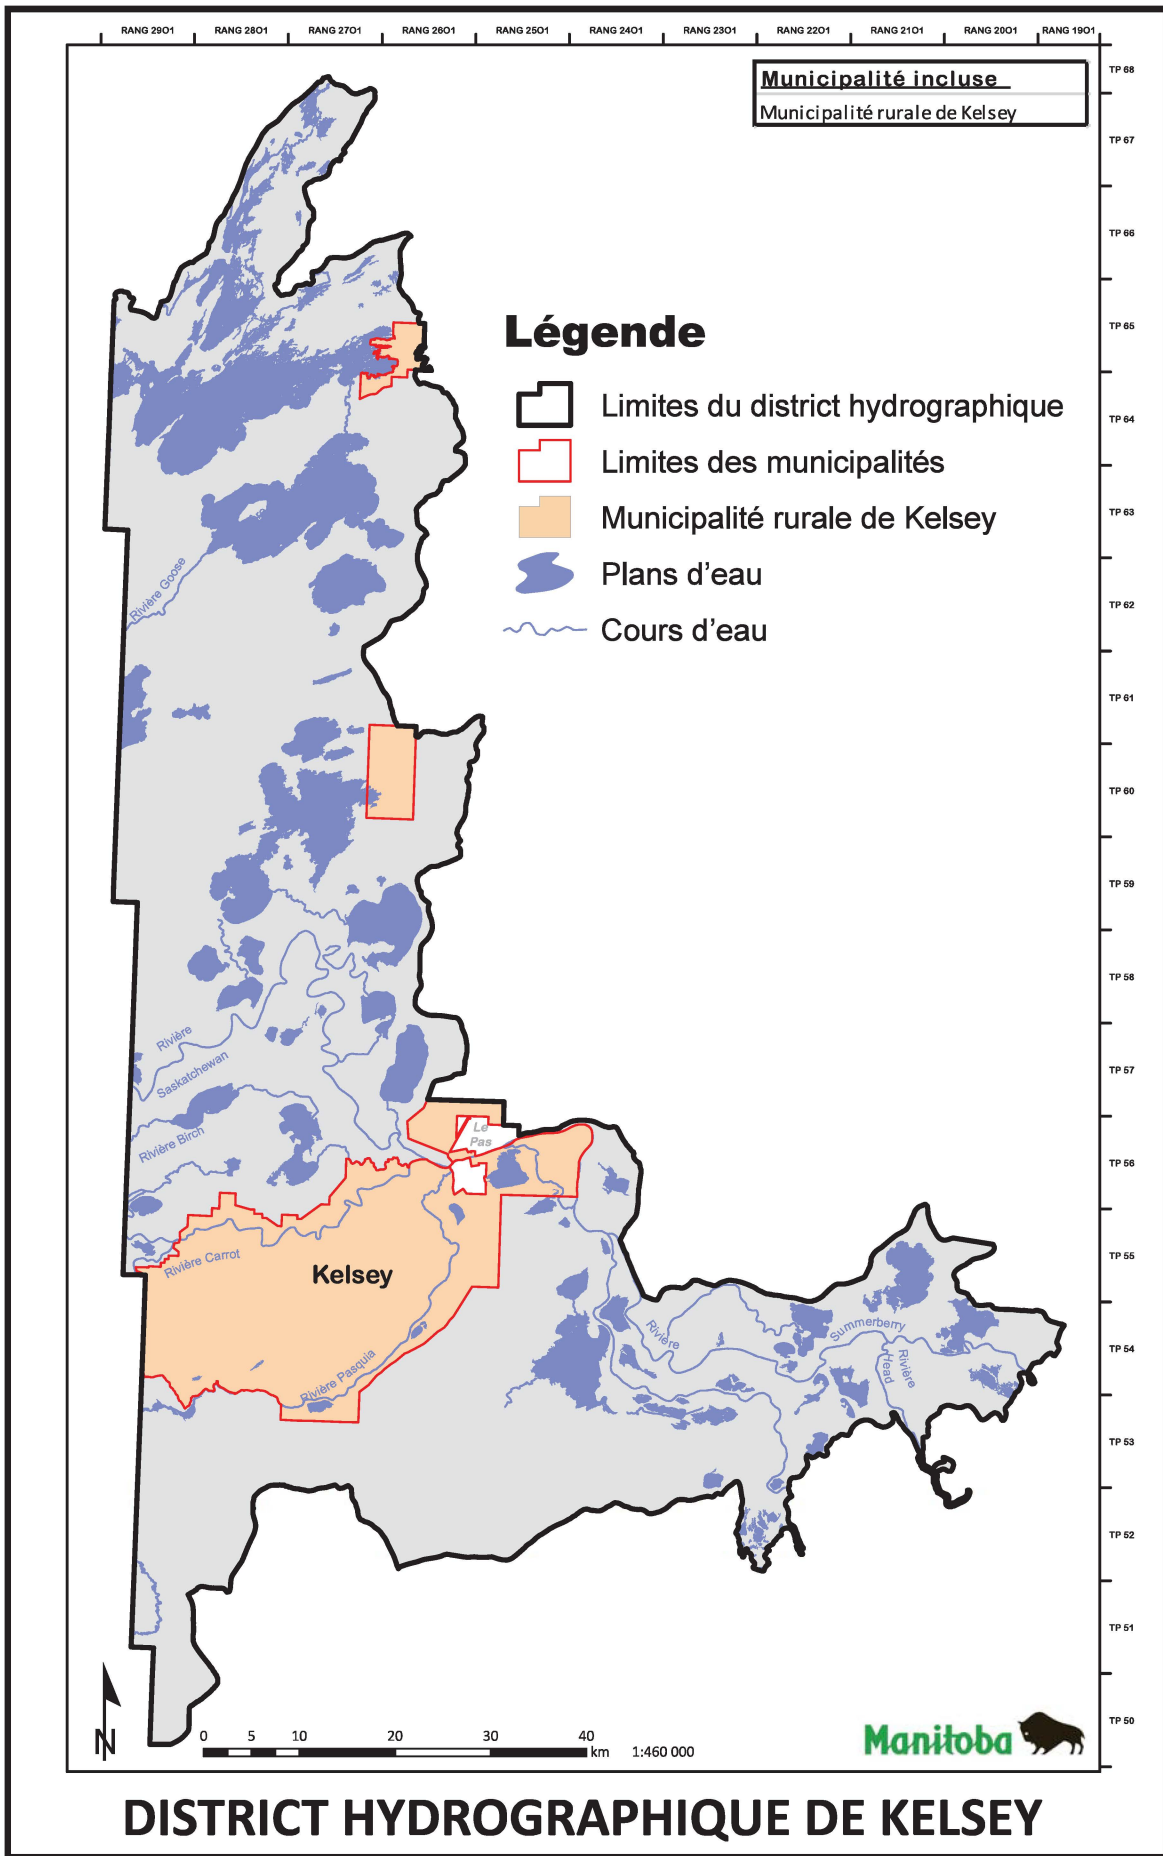 RANG 29O1 RANG 28O1 RANG 27O1 RANG 26O1 RANG 25O1 RANG 24O1 RANG 23O1 RANG 22O1 RANG 21O1 RANG 20O1 RANG 19O1
Municipalité incluse
Municipalité rurale de Kelsey
TP 68
TP 67
TP 66
TP 65
TP 64
TP 63
TP 62
TP 61
TP 60
TP 59
TP 58
TP 57
TP 56
TP 55
TP 54
TP 53
TP 52
TP 51
TP 50
Légende
Limites du district hydrographique
Limites des municipalités
Municipalité rurale de Kelsey
Plans d'eau
Cours d'eau
Rivière Goose
Rivière
Saskatchewan
Rivière Birch
Le
Pas
Rivière Carrot
Kelsey
Rivière Pasquia
Rivière
Summerberry
Rivière
Head
N
0 5 10 20 30 40
km 1:460 000
Manitoba
DISTRICT HYDROGRAPHIQUE DE KELSEY